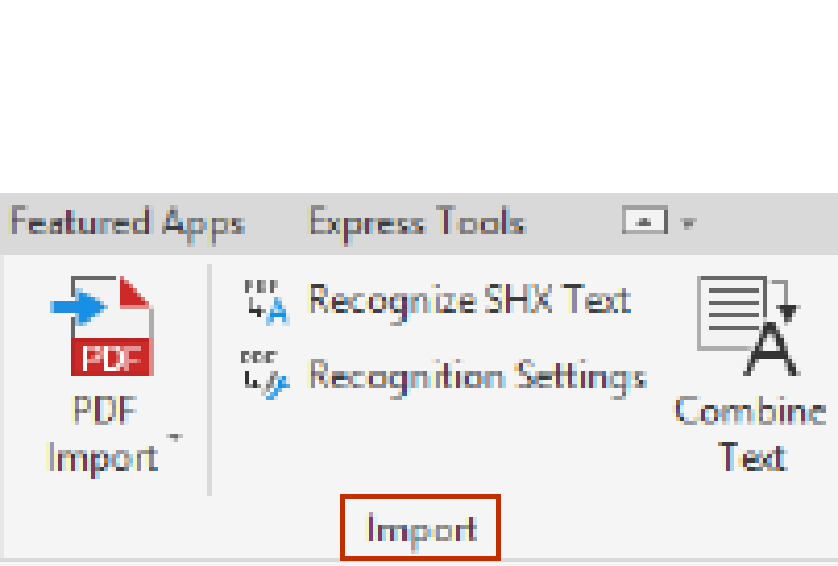 Featured Apps Express Tools
PDF
Recognize SHX Text
Recognition Settings
PDF
Import
Combine
Text
Import